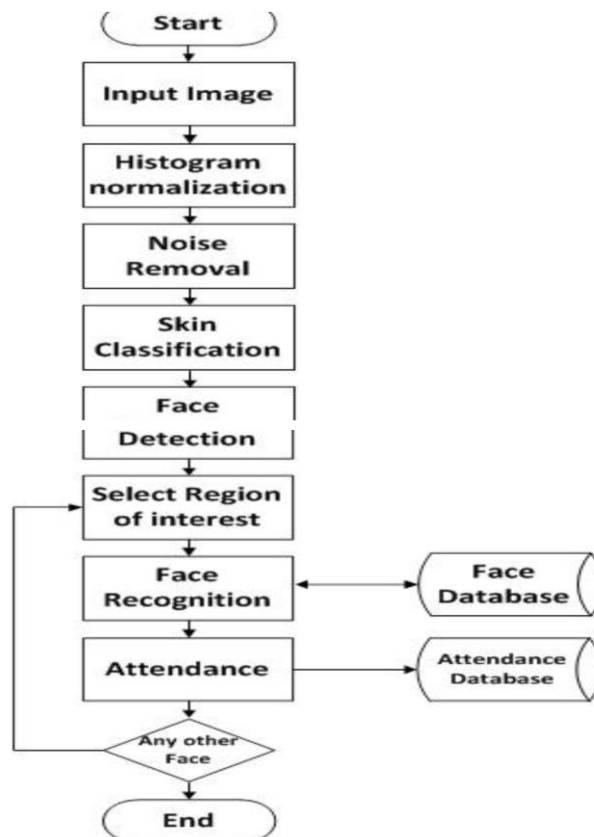 Start
Input Image
Histogram
normalization
Noise
Removal
Skin
Classification
Face
Detection
Select Region
of interest
Face
Recognition
Face
Database
Attendance
Attendance
Database
Any other
Face
End